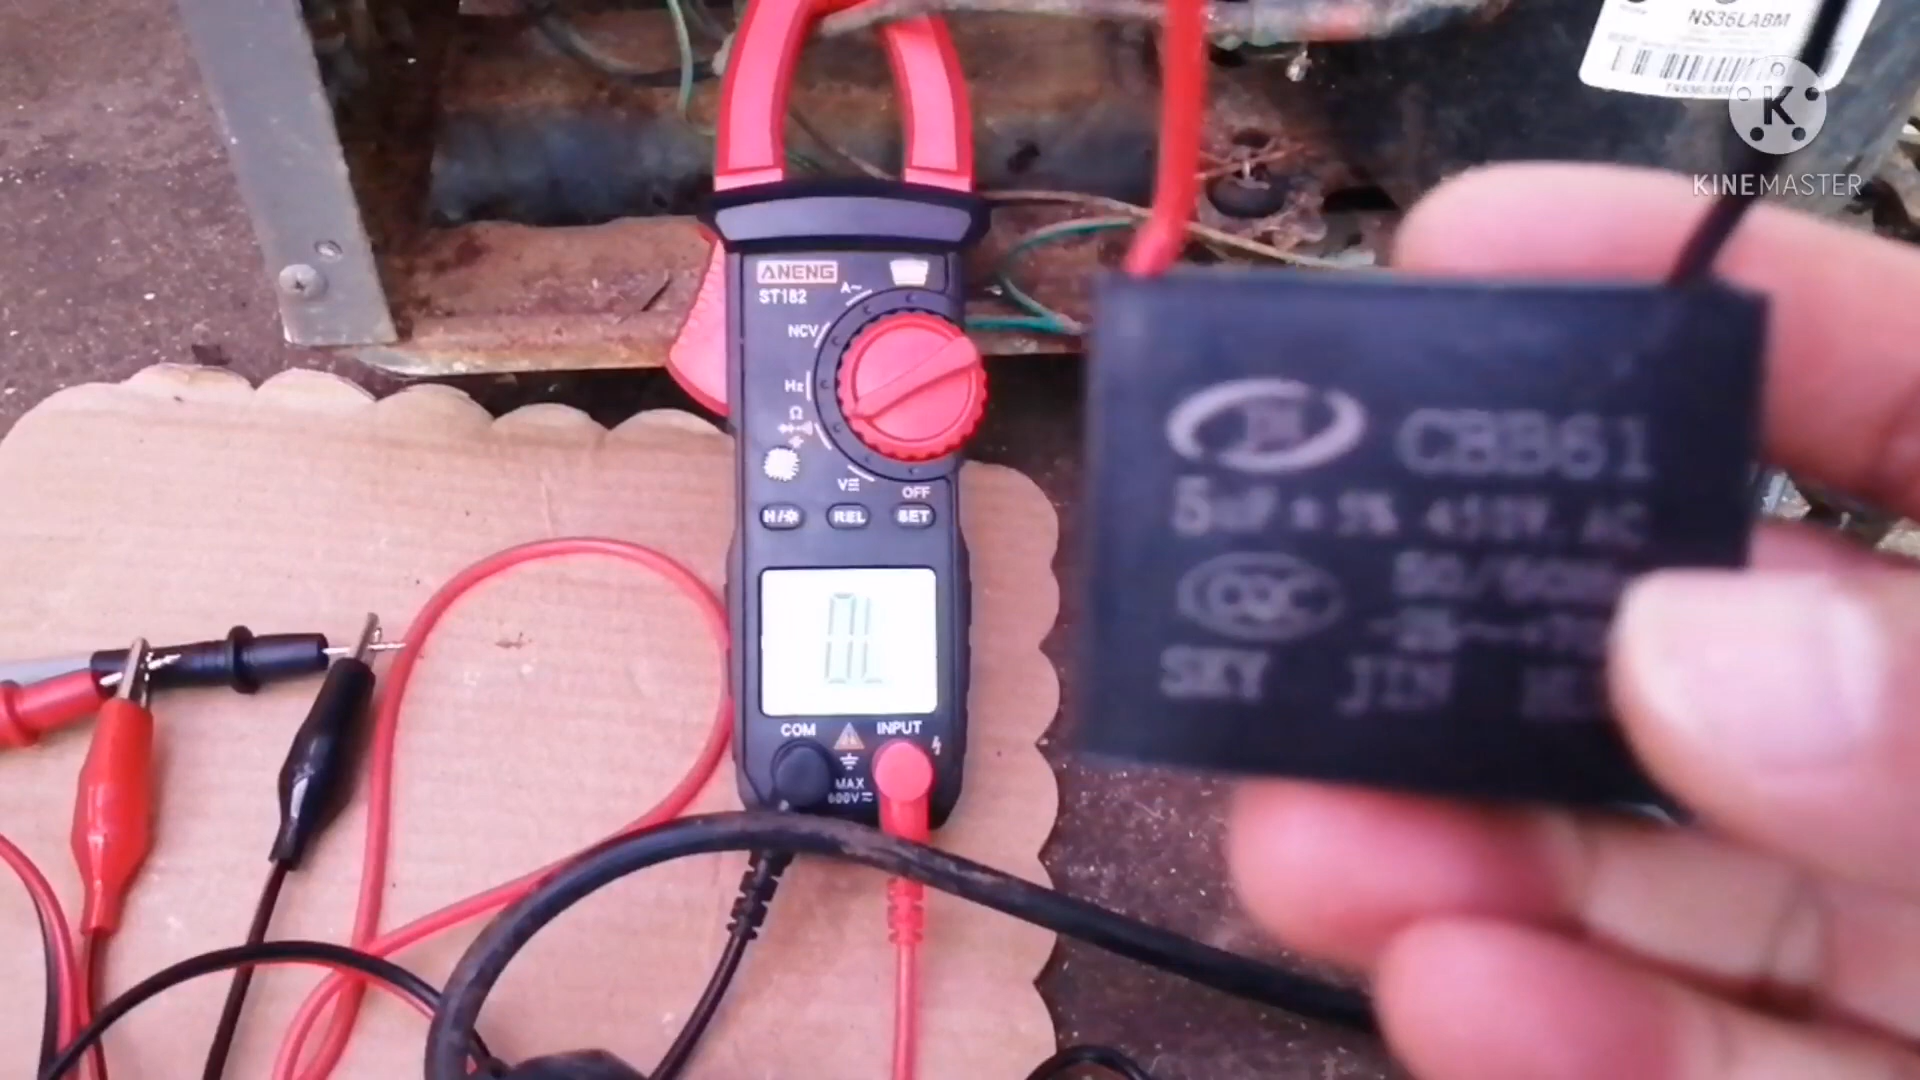 NS36LABM
K
KINEMASTER
ANENG
ST182
A~
NCV
Hz
Ω
V
OFF
H/
REL
SET
0L
COM
INPUT
MAX
600V
CBB61
5uF ± 5% 450V. AC
CQC
50/60Hz
SKY JIN